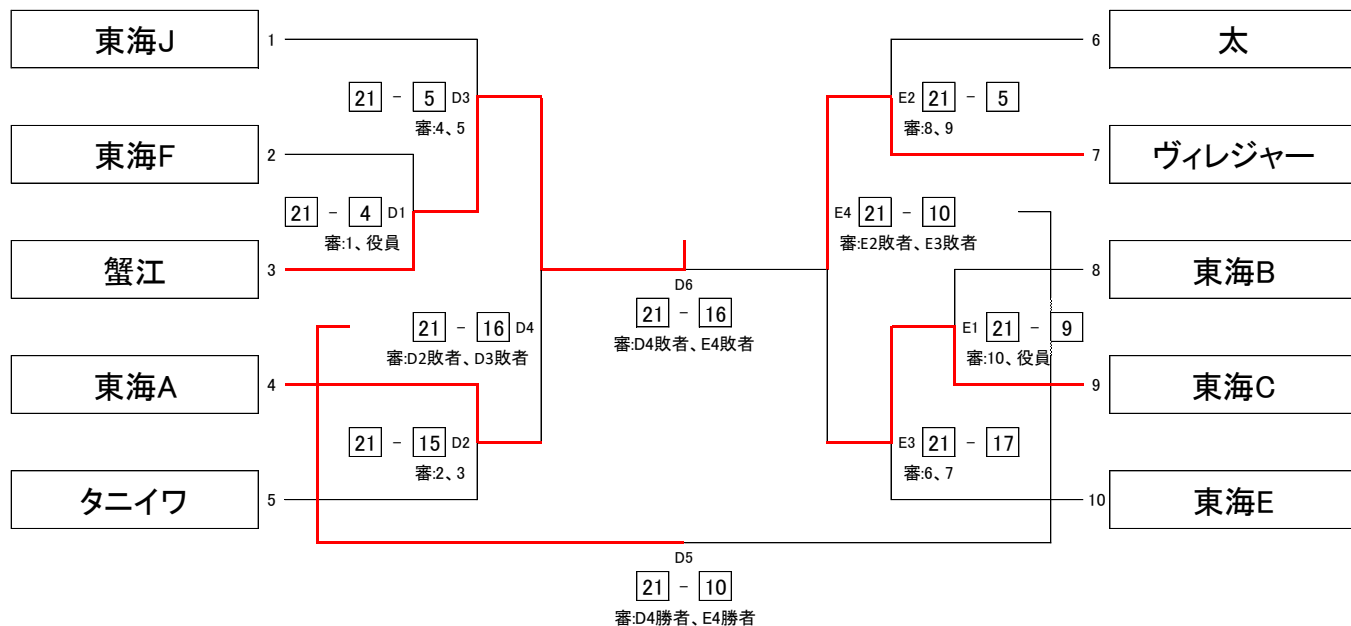 東海J 1
6 太
21 - 5 D3
E2 21 - 5
審:4、5
審:8、9
東海F 2
7 ヴィレジャー
21 - 4 D1
E4 21 - 10
審:1、役員
審:E2敗者、E3敗者
蟹江 3
8 東海B
D6
21 - 16
審:D4敗者、E4敗者
21 - 16 D4
E1 21 - 9
審:D2敗者、D3敗者
審:10、役員
東海A 4
9 東海C
21 - 15 D2
E3 21 - 17
審:2、3
審:6、7
タニイワ 5
10 東海E
D5
21 - 10
審:D4勝者、E4勝者